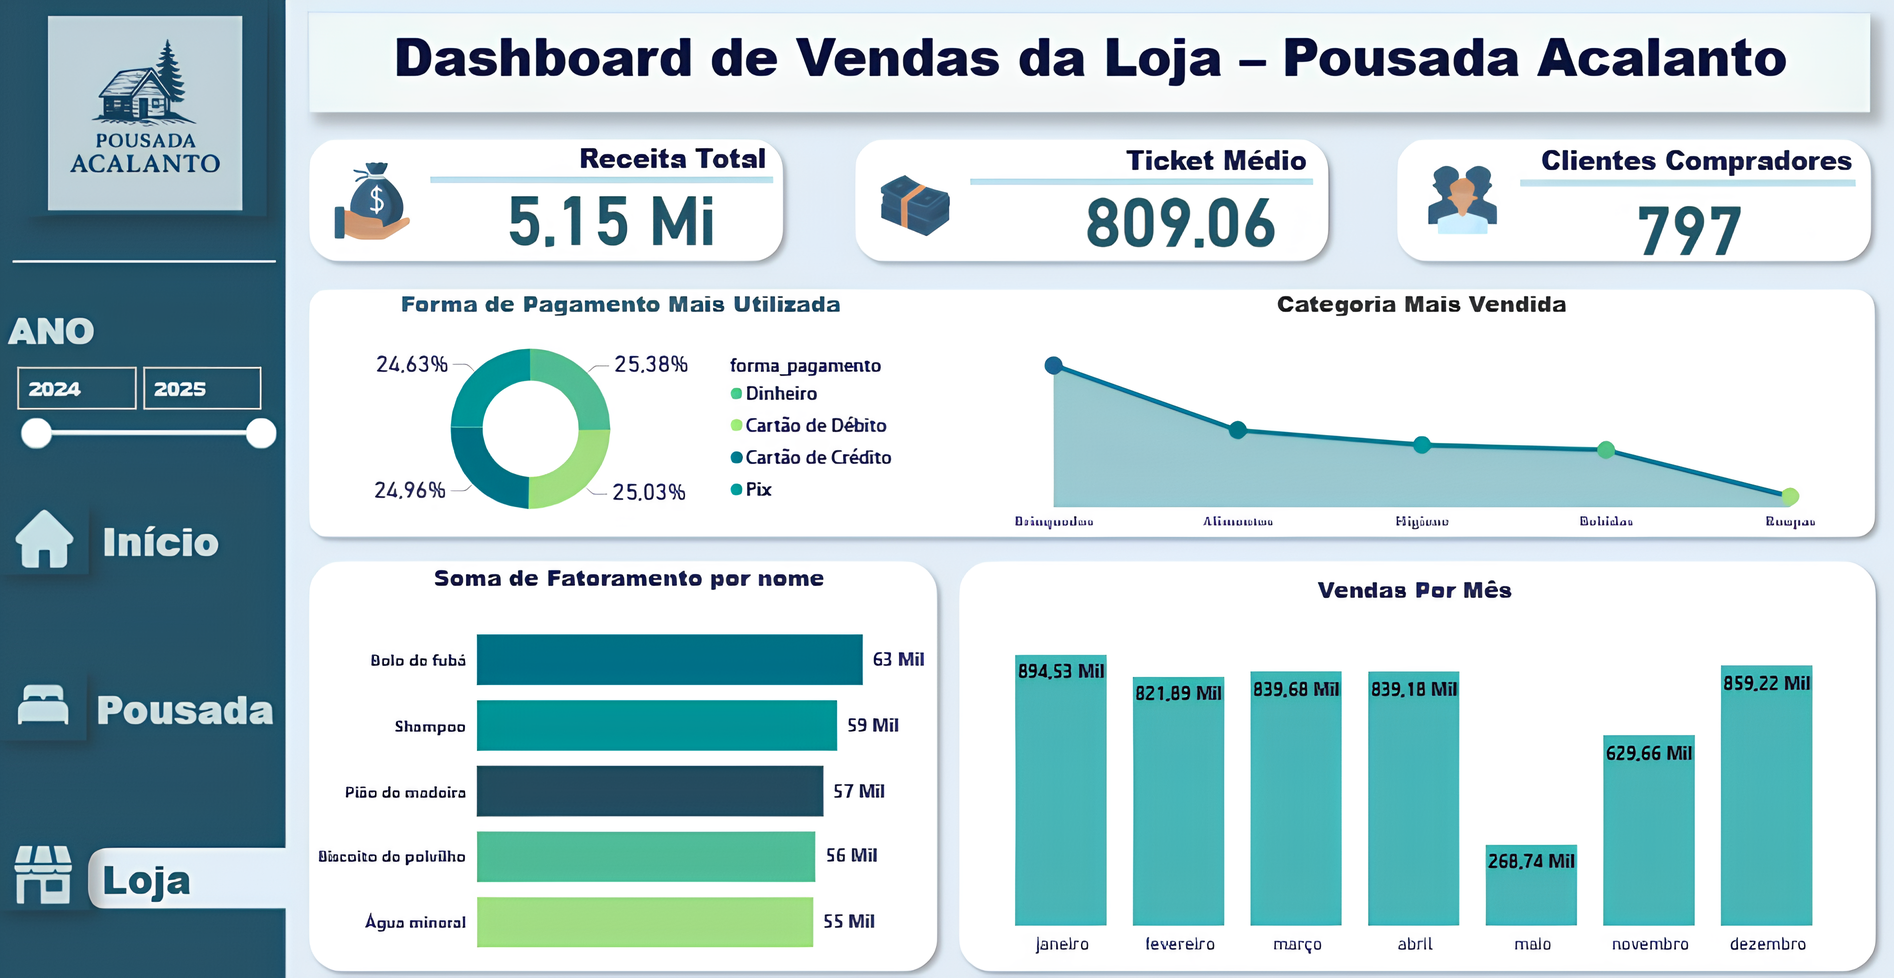 POUSADA
ACALANTO
ANO
2024
2025
Início
Pousada
Loja
Dashboard de Vendas da Loja – Pousada Acalanto
Receita Total
5,15 Mi
Ticket Médio
809,06
Clientes Compradores
797
Forma de Pagamento Mais Utilizada
24,63%
25,38%
24,96%
25,03%
forma_pagamento
Dinheiro
Cartão de Débito
Cartão de Crédito
Pix
Categoria Mais Vendida
Brinquedos
Alimentos
Higiene
Bebidas
Roupas
Soma de Fatoramento por nome
Bolo de fubá
63 Mil
Shampoo
59 Mil
Pião de madeira
57 Mil
Biscoito de polvilho
56 Mil
Água mineral
55 Mil
Vendas Por Mês
894,53 Mil
821,89 Mil
839,68 Mil
839,18 Mil
268,74 Mil
629,66 Mil
859,22 Mil
janeiro
fevereiro
março
abril
maio
novembro
dezembro